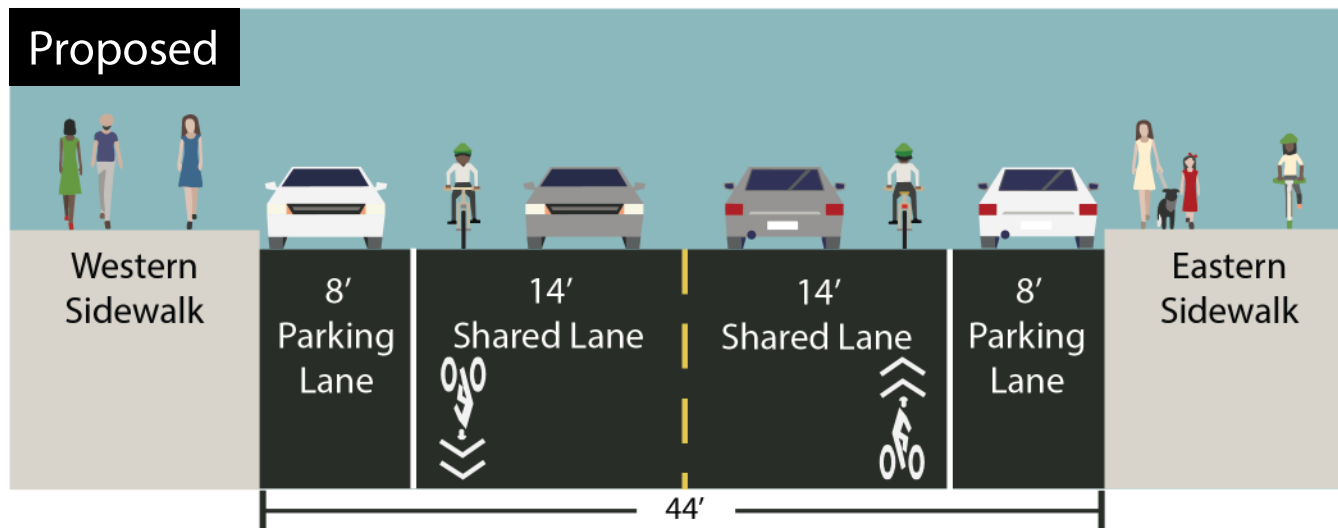 Proposed
Western
Sidewalk
8’
Parking
Lane
14’
Shared Lane
14’
Shared Lane
8’
Parking
Lane
Eastern
Sidewalk
44’